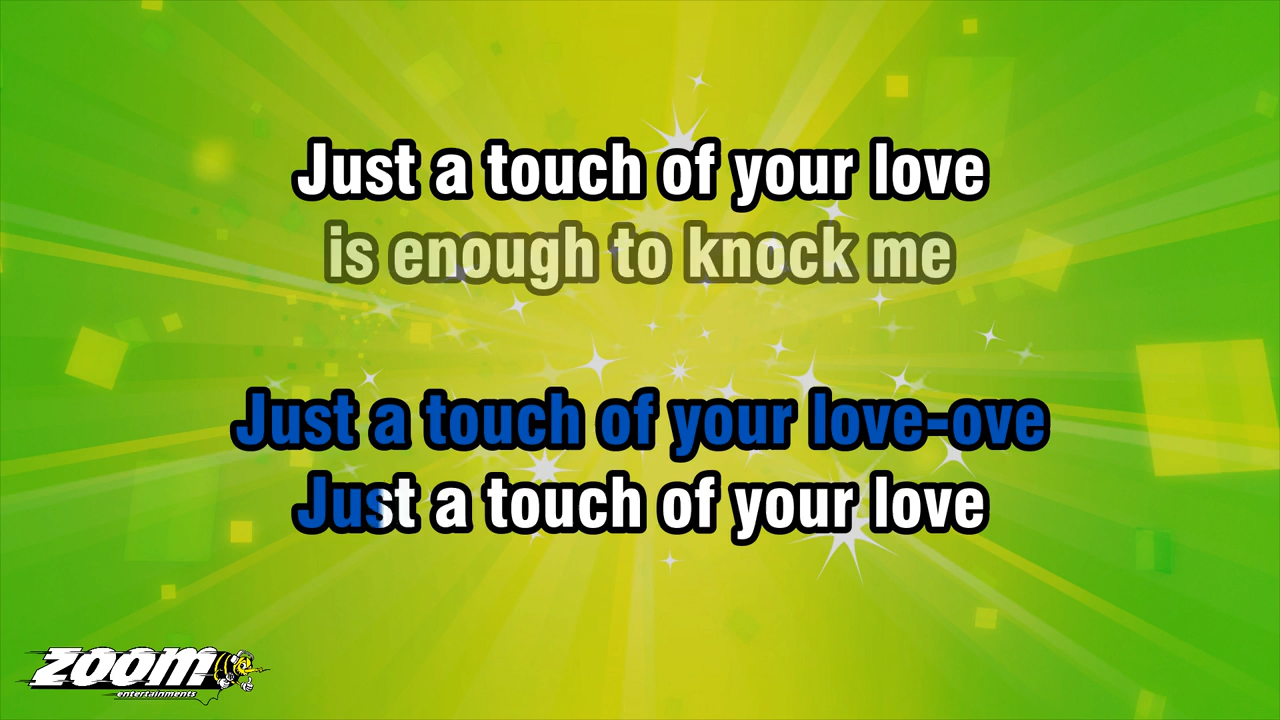 Just a touch of your love
is enough to knock me
Just a touch of your love-ove
Just a touch of your love
zoom
entertainments